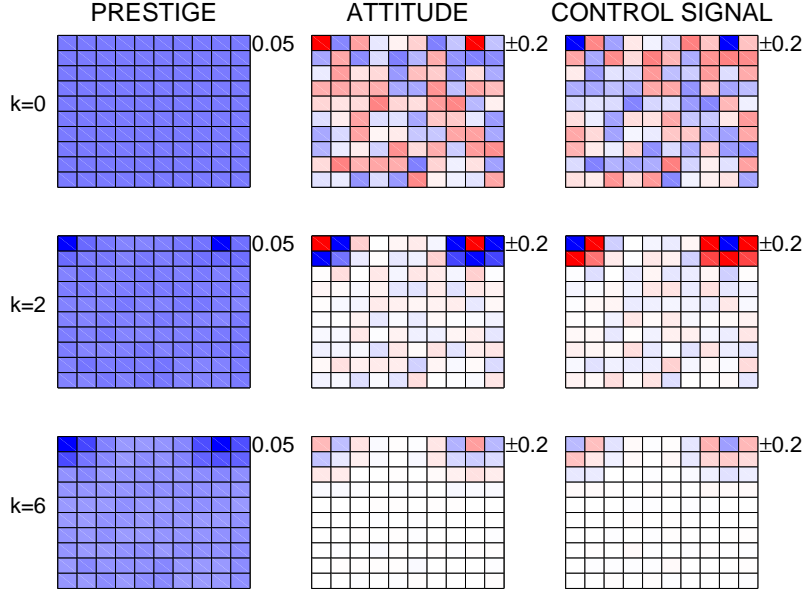 PRESTIGE ATTITUDE CONTROL SIGNAL
k=0 0.05 ±0.2 ±0.2
k=2 0.05 ±0.2 ±0.2
k=6 0.05 ±0.2 ±0.2